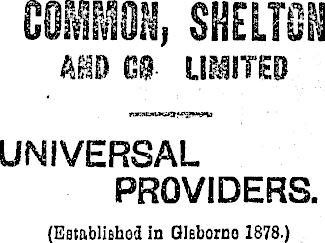 COMMON, SHELTON
AND CO. LIMITED
UNIVERSAL
PROVIDERS.
(Established in Gisborne 1878.)